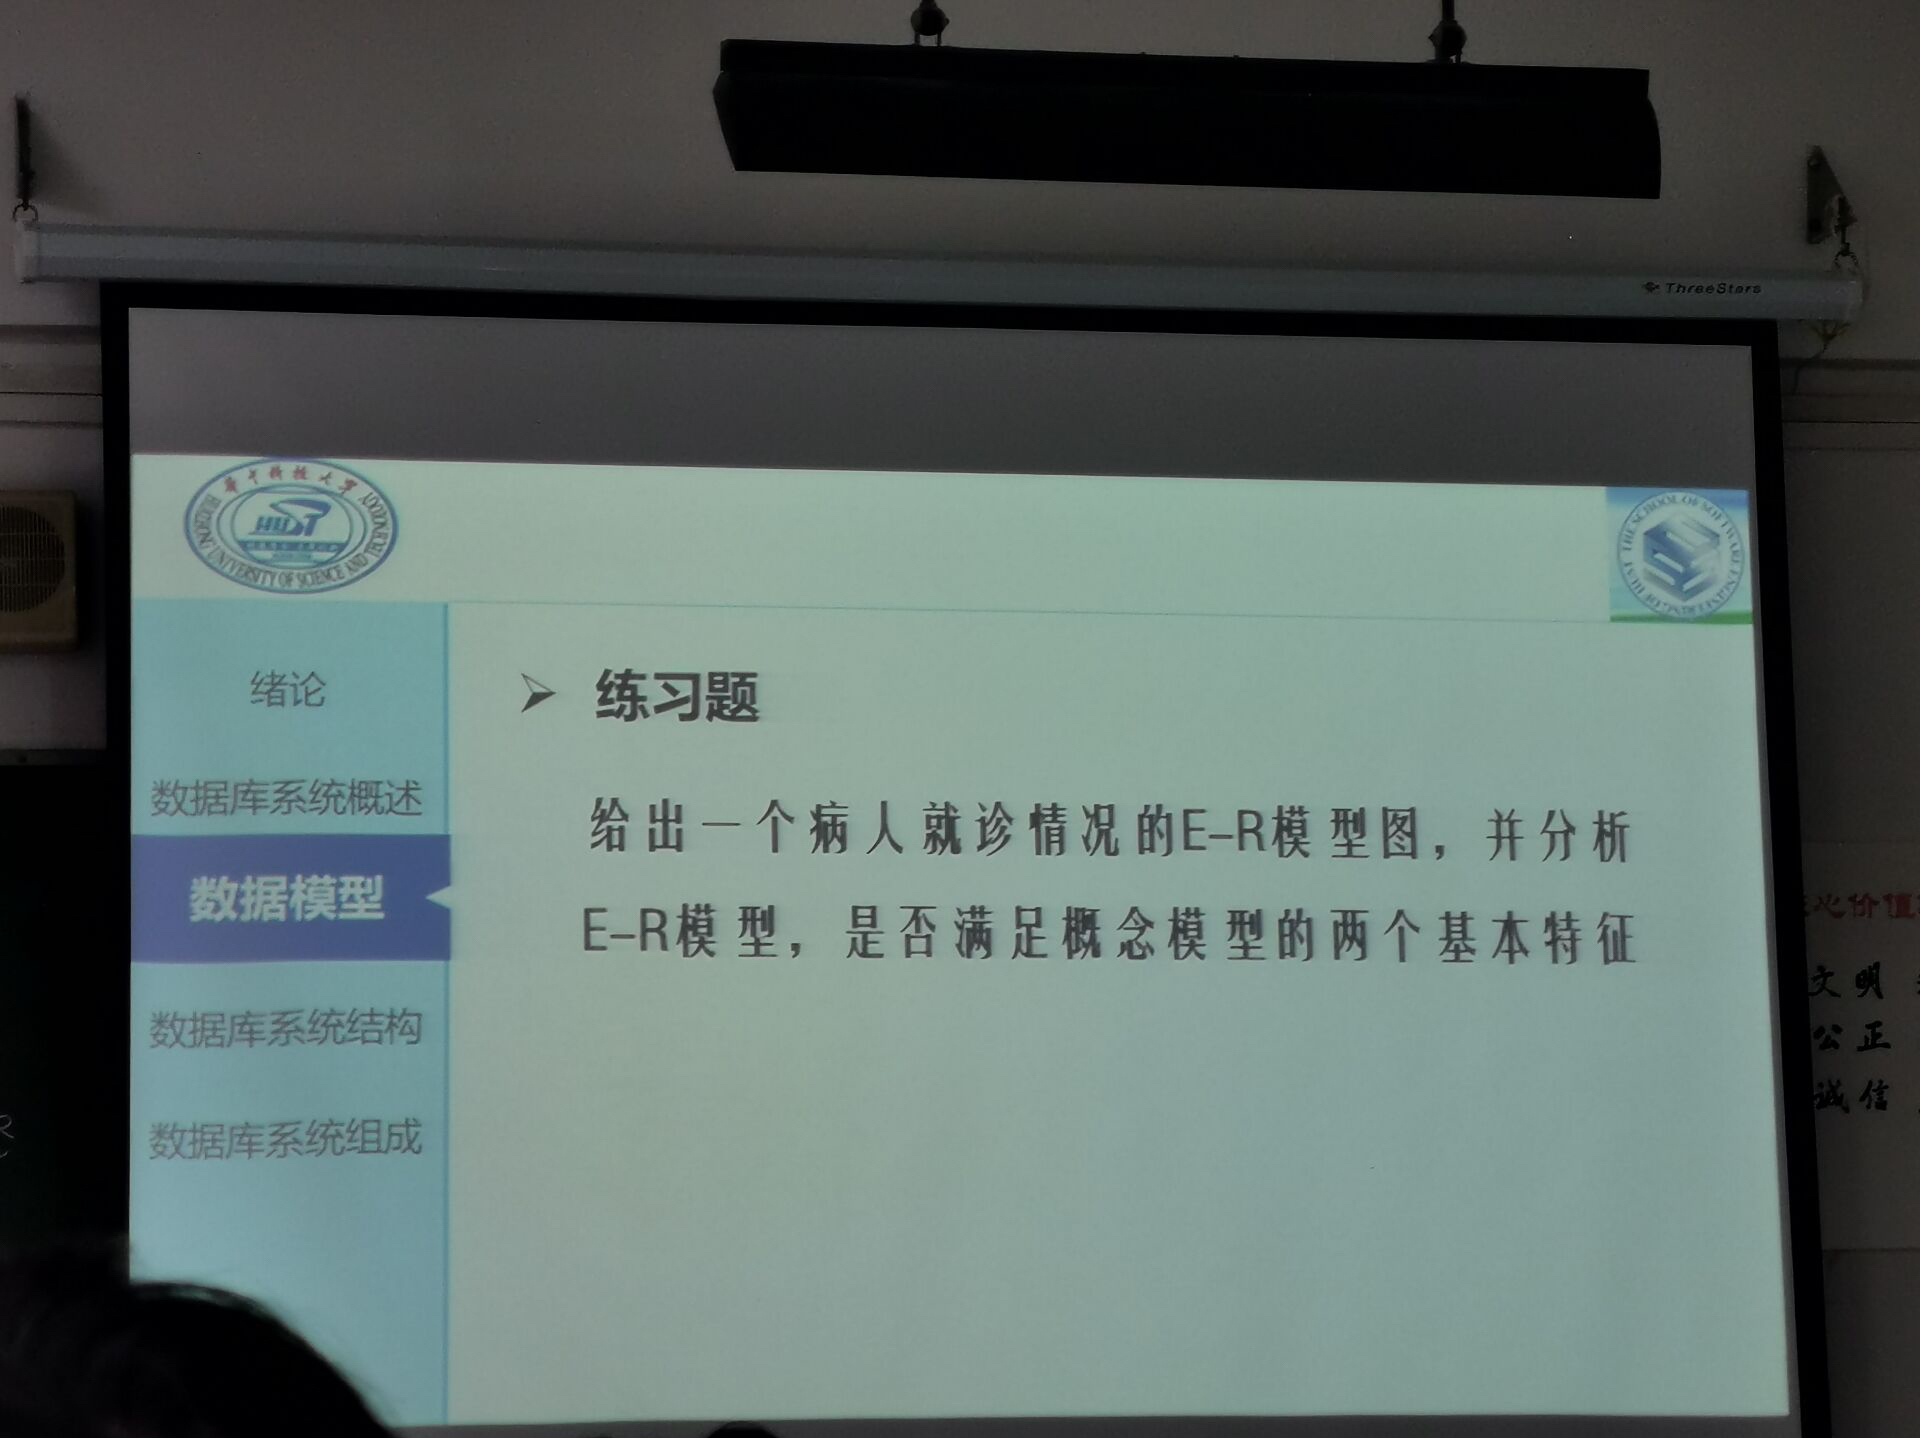 ThreeStars
华中科技大学
HUAZHONG UNIVERSITY OF SCIENCE AND TECHNOLOGY
HUST
THE SCHOOL OF SOFTWARE ENGINEERING OF HUST
绪论
数据库系统概述
数据模型
数据库系统结构
数据库系统组成
练习题
给出一个病人就诊情况的E-R模型图，并分析
E-R模型，是否满足概念模型的两个基本特征
心价值
文明
公正
诚信